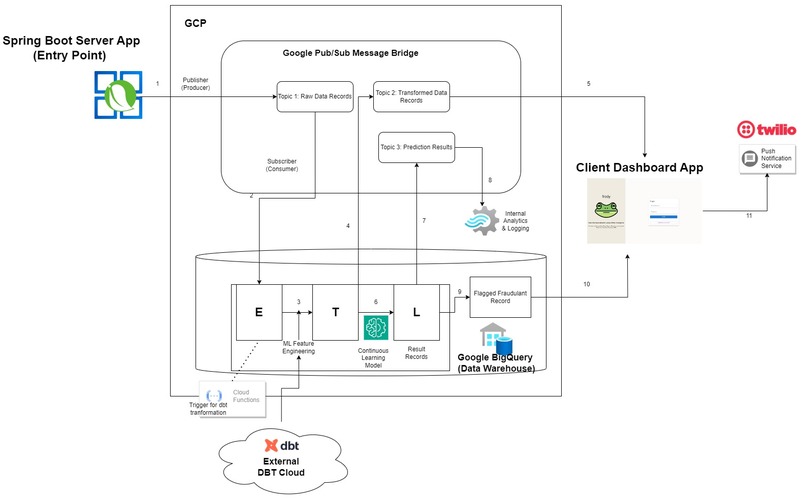 GCP
Spring Boot Server App
(Entry Point)
Google Pub/Sub Message Bridge
1
Publisher
(Producer)
Topic 1: Raw Data Records
Topic 2: Transformed Data
Records
5
Topic 3: Prediction Results
twilio
Push
Notification
Service
Subscriber
(Consumer)
8
Client Dashboard App
2
4
7
Internal
Analytics
& Logging
11
E
3
T
6
L
9
Flagged Fraudulant
Record
10
ML Feature
Engineering
Continuous
Learning
Model
Result
Records
Google BigQuery
(Data Warehouse)
Cloud
Functions
Trigger for dbt
tranformation
dbt
External
DBT Cloud